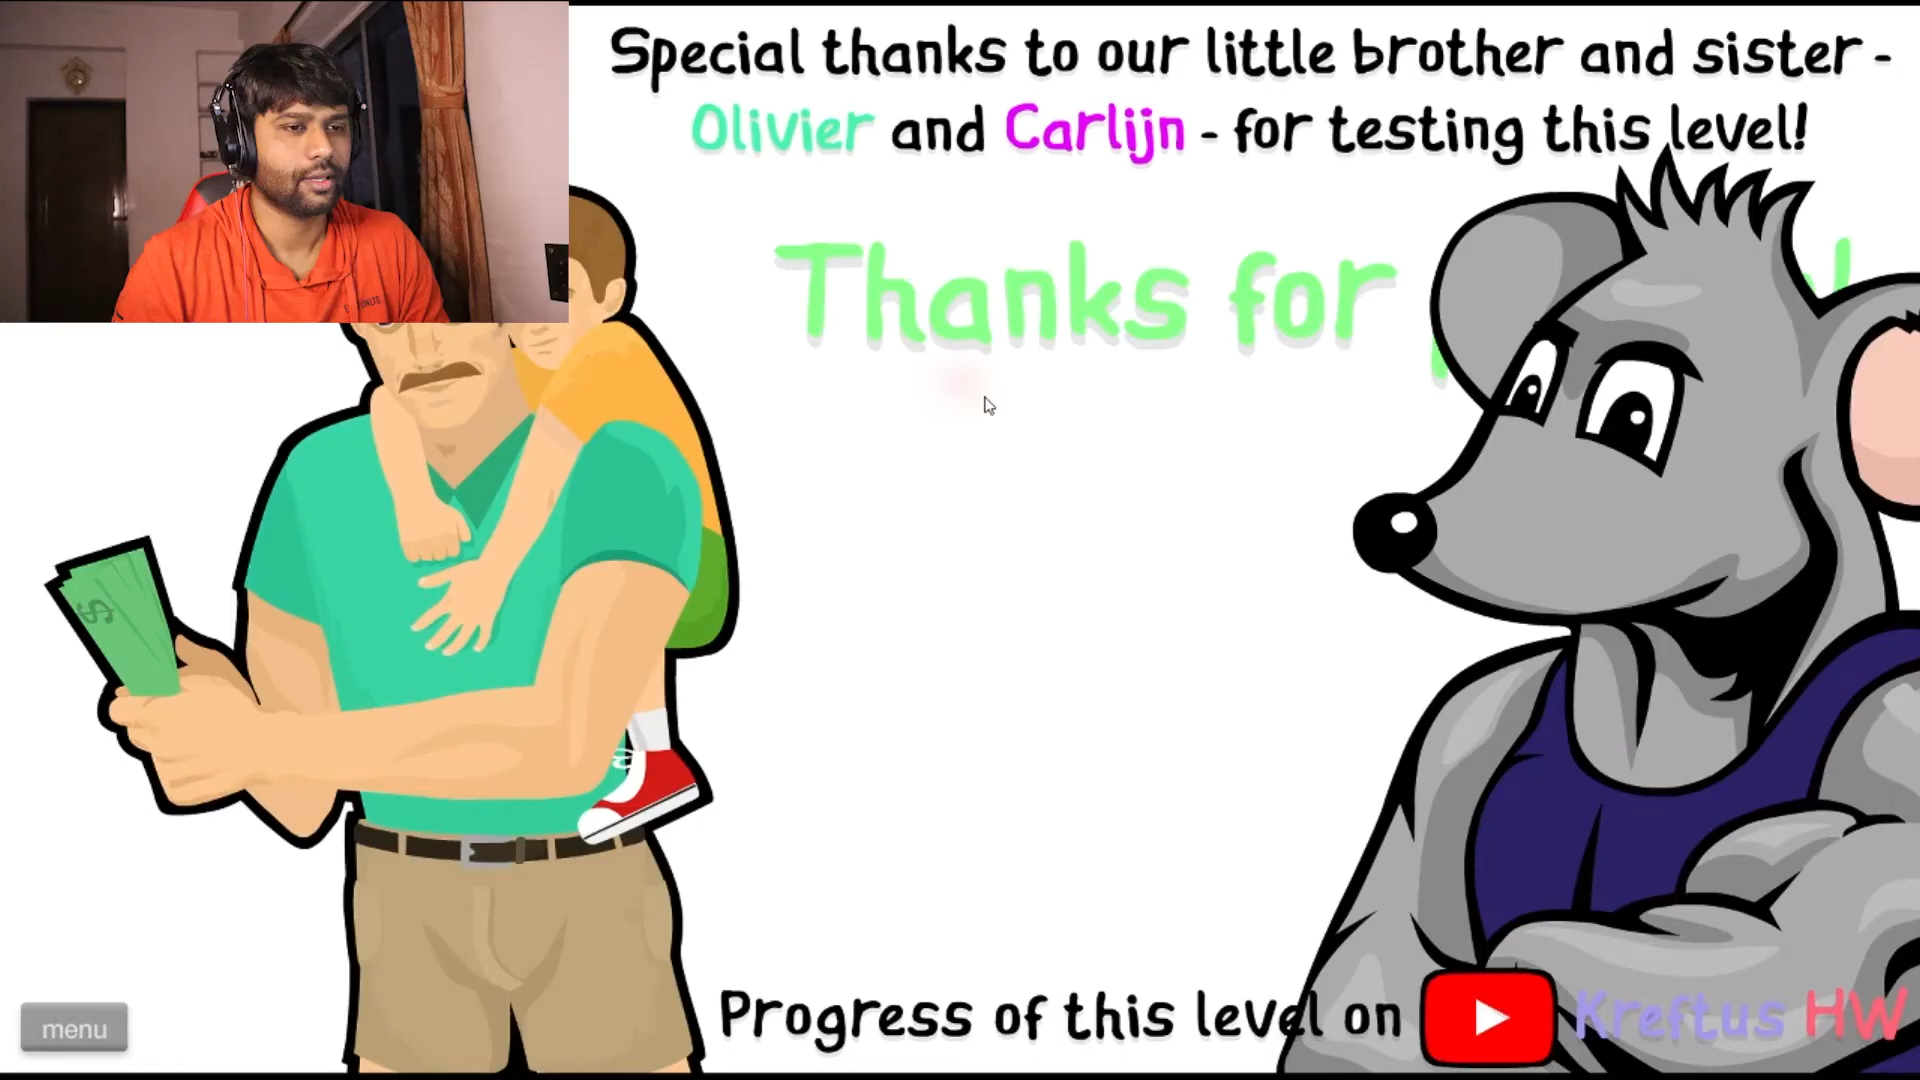 Special thanks to our little brother and sister -
Olivier and Carlijn - for testing this level!
Thanks for
$
Progress of this level on
Kreftus HW
menu